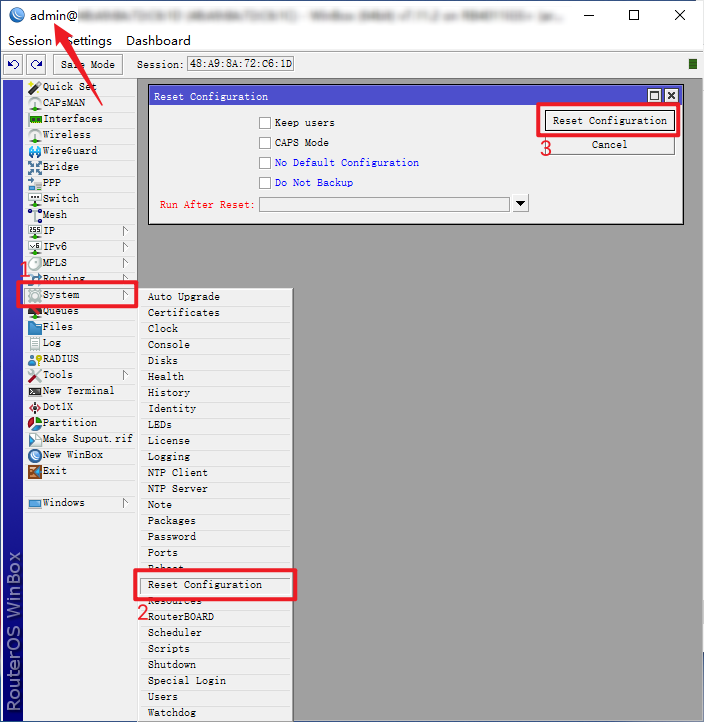 admin@
Session Settings Dashboard
Safe Mode Session: 48:A9:8A:72:C6:1D
Quick Set
CAPsMAN
Interfaces
Wireless
WireGuard
Bridge
PPP
Switch
Mesh
IP
IPv6
MPLS
Routing
1
System
Queues
Files
Log
RADIUS
Tools
New Terminal
Dot1X
Partition
Make Supout.rif
New WinBox
Exit
Windows
RouterOS WinBox
Reset Configuration
Keep users
CAPS Mode
No Default Configuration
Do Not Backup
Run After Reset:
Reset Configuration
3
Cancel
Auto Upgrade
Certificates
Clock
Console
Disks
Health
History
Identity
LEDs
License
Logging
NTP Client
NTP Server
Note
Packages
Password
Ports
Reboot
Reset Configuration
2
Resources
RouterBOARD
Scheduler
Scripts
Shutdown
Special Login
Users
Watchdog